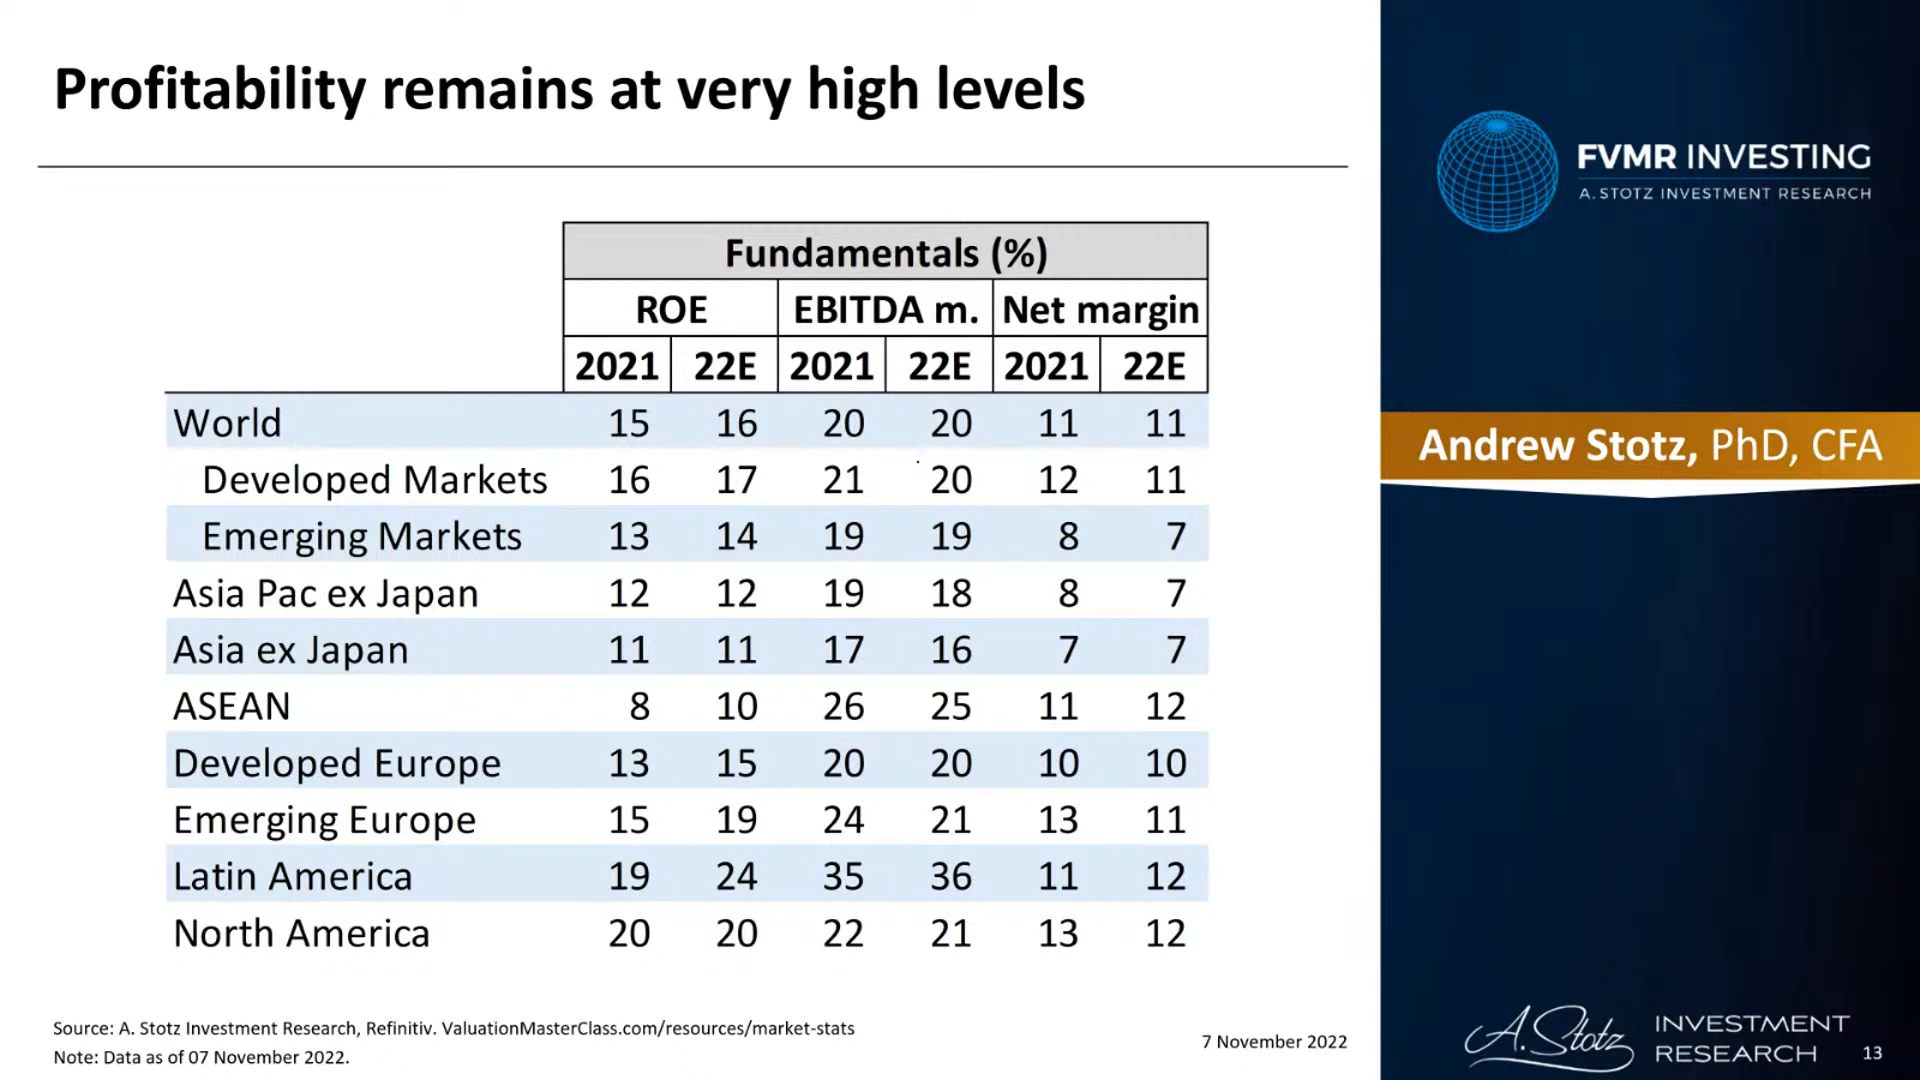 Profitability remains at very high levels
FVMR INVESTING
A. STOTZ INVESTMENT RESEARCH
Fundamentals (%)
ROE EBITDA m. Net margin
2021 22E 2021 22E 2021 22E
World 15 16 20 20 11 11
Developed Markets 16 17 21 20 12 11
Emerging Markets 13 14 19 19 8 7
Asia Pac ex Japan 12 12 19 18 8 7
Asia ex Japan 11 11 17 16 7 7
ASEAN 8 10 26 25 11 12
Developed Europe 13 15 20 20 10 10
Emerging Europe 15 19 24 21 13 11
Latin America 19 24 35 36 11 12
North America 20 20 22 21 13 12
Andrew Stotz, PhD, CFA
Source: A. Stotz Investment Research, Refinitiv. ValuationMasterClass.com/resources/market-stats
Note: Data as of 07 November 2022.
7 November 2022
A. Stotz
INVESTMENT
RESEARCH
13